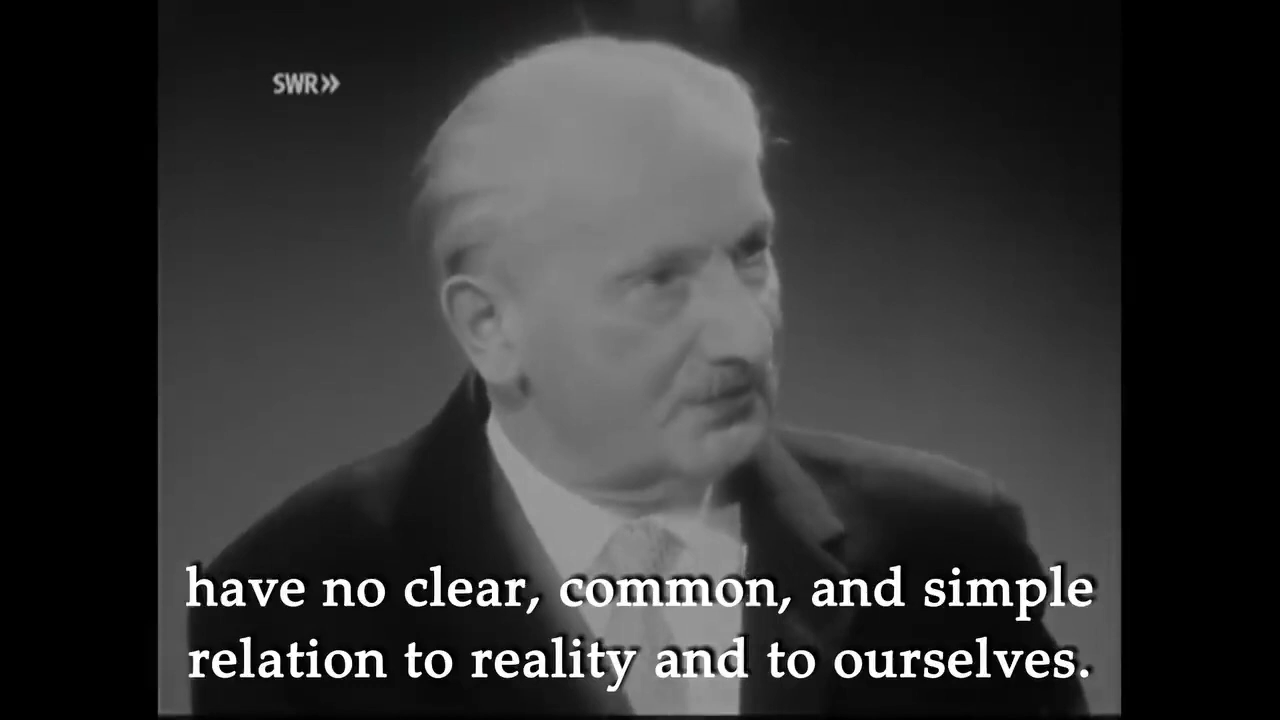 SWR»
have no clear, common, and simple
relation to reality and to ourselves.